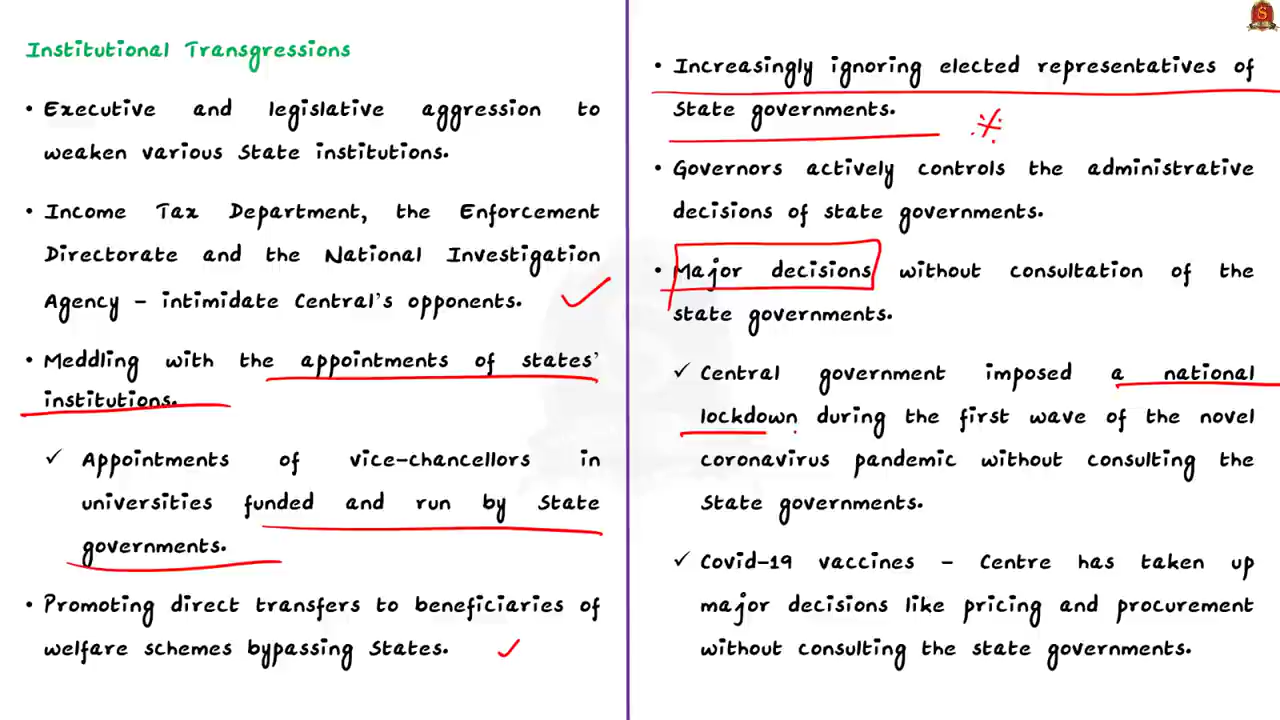 Institutional Transgressions
• Executive and legislative aggression to
weaken various State institutions.
• Income Tax Department, the Enforcement
Directorate and the National Investigation
Agency – intimidate Central's opponents.
• Meddling with the appointments of states'
institutions.
✓ Appointments of vice-chancellors in
universities funded and run by State
governments.
• Promoting direct transfers to beneficiaries of
welfare schemes bypassing States.
• Increasingly ignoring elected representatives of
State governments.
• Governors actively controls the administrative
decisions of state governments.
• Major decisions without consultation of the
state governments.
✓ Central government imposed a national
lockdown during the first wave of the novel
coronavirus pandemic without consulting the
State governments.
✓ Covid-19 vaccines – Centre has taken up
major decisions like pricing and procurement
without consulting the state governments.